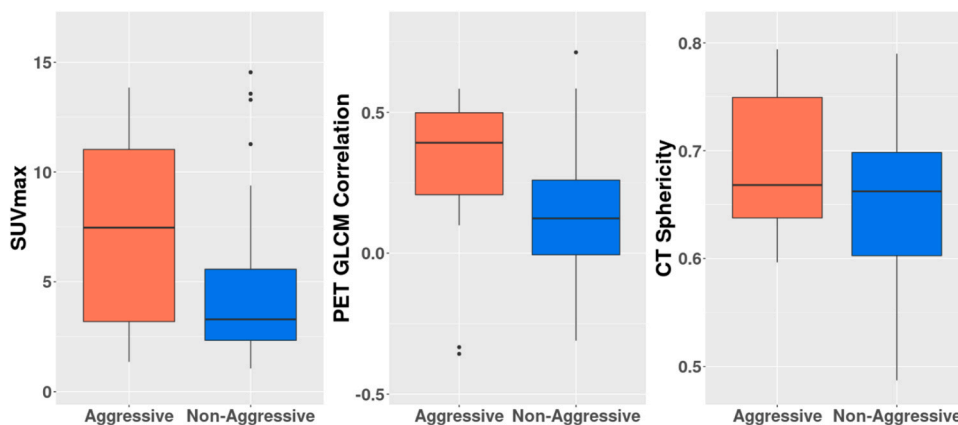 SUVmax
15
10
5
0
Aggressive Non-Aggressive
PET GLCM Correlation
0.5
0.0
-0.5
Aggressive Non-Aggressive
CT Sphericity
0.8
0.7
0.6
0.5
Aggressive Non-Aggressive